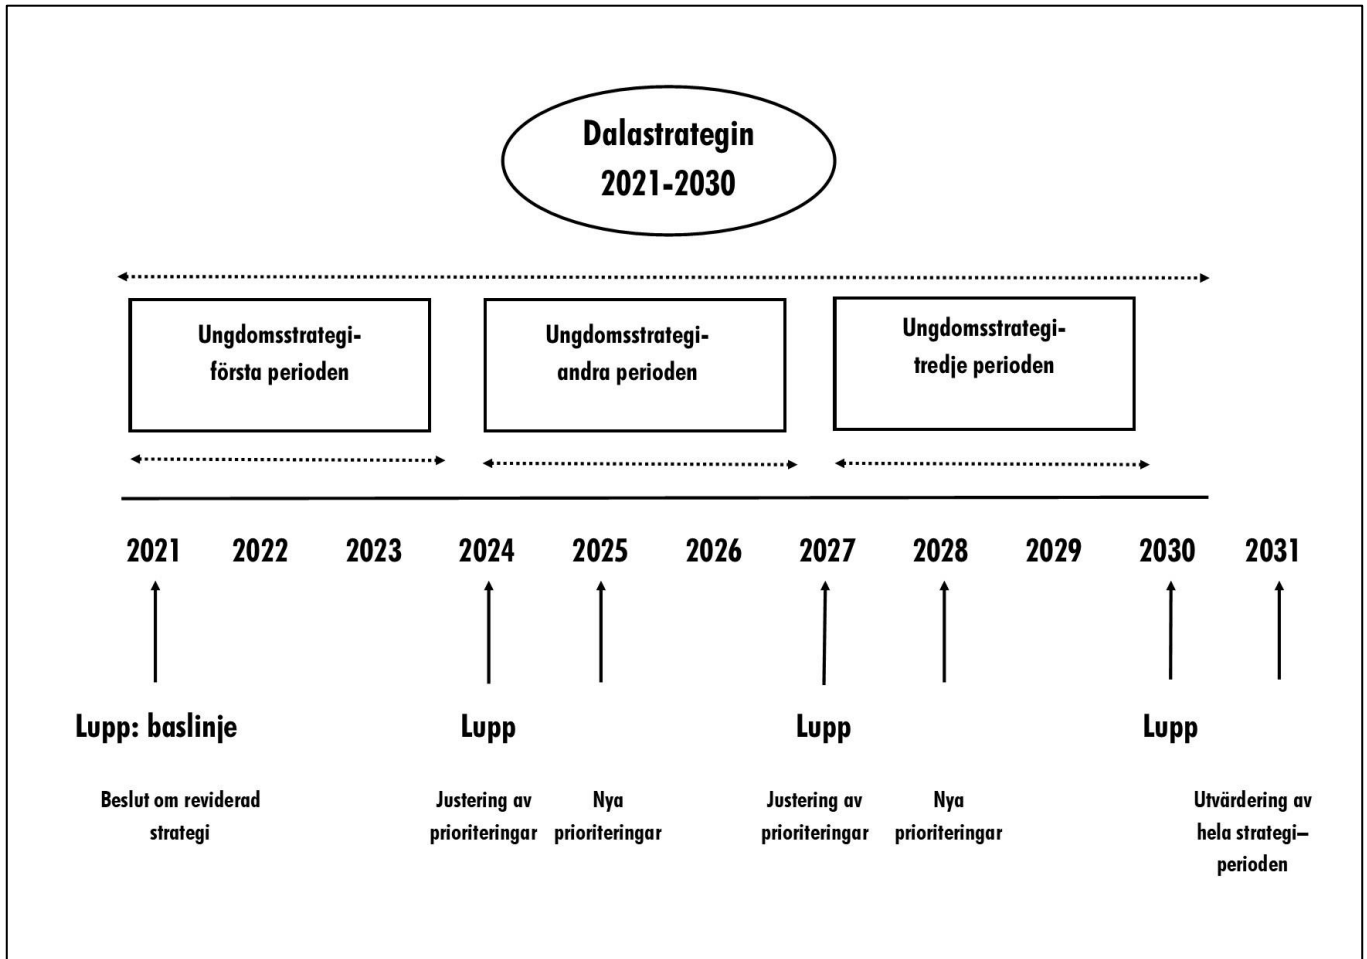 Dalastrategin
2021-2030
Ungdomsstrategi-
första perioden
Ungdomsstrategi-
andra perioden
Ungdomsstrategi-
tredje perioden
2021 2022 2023 2024 2025 2026 2027 2028 2029 2030 2031
Lupp: baslinje Lupp Lupp Lupp
Beslut om reviderad
strategi
Justering av
prioriteringar
Nya
prioriteringar
Justering av
prioriteringar
Nya
prioriteringar
Utvärdering av
hela strategi–
perioden